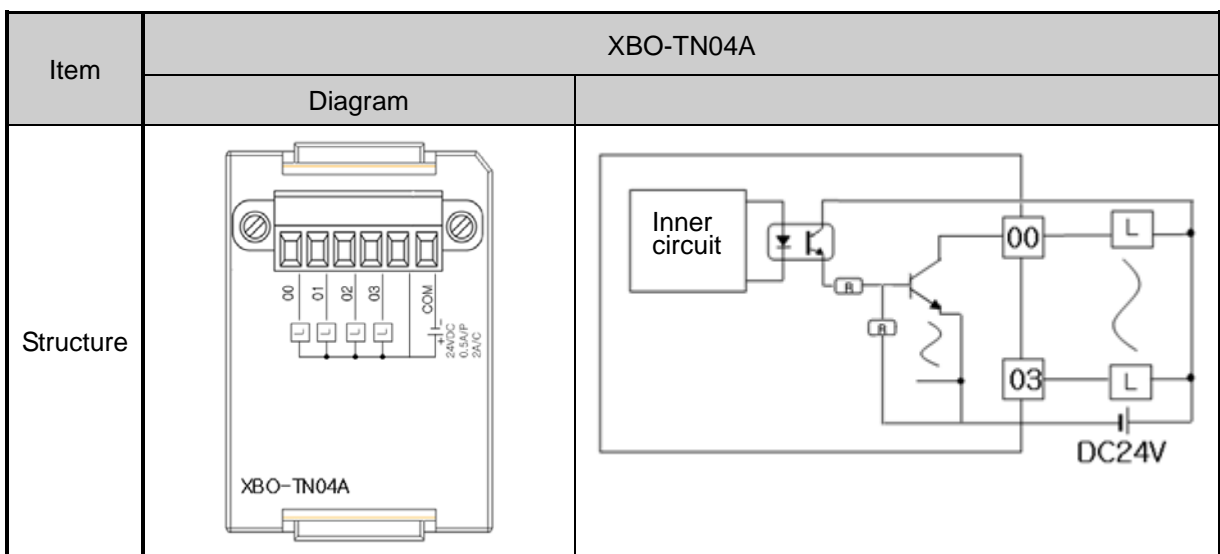 Item
XBO-TN04A
Diagram
Structure
00
01
02
03
COM
L
L
L
L
24VDC
0.5A/P
2A/C
XBO-TN04A
Inner
circuit
R
R
00
L
03
L
DC24V